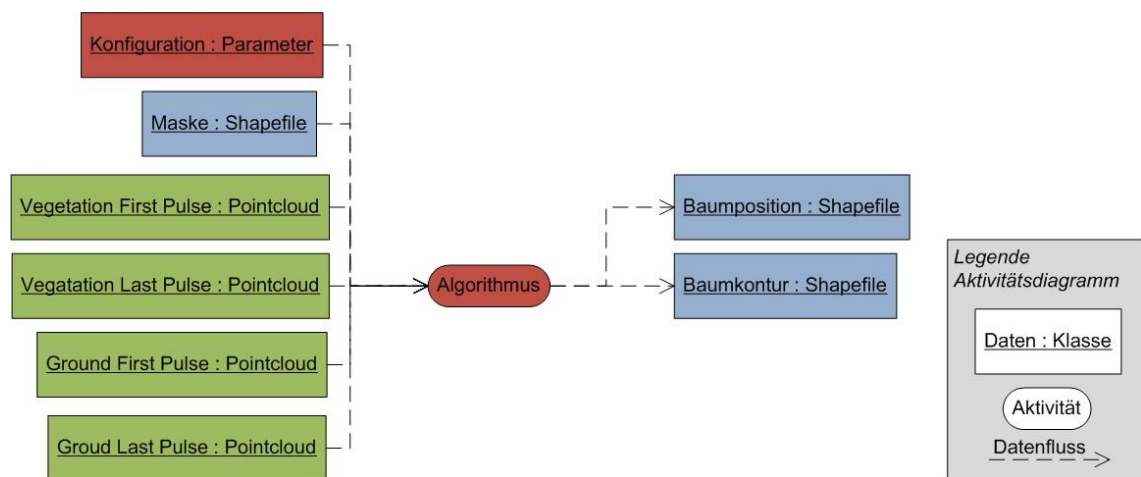 Konfiguration : Parameter
Maske : Shapefile
Vegetation First Pulse : Pointcloud
Vegatation Last Pulse : Pointcloud
Ground First Pulse : Pointcloud
Groud Last Pulse : Pointcloud
Algorithmus
Baumposition : Shapefile
Baumkontur : Shapefile
Legende
Aktivitätsdiagramm
Daten : Klasse
Aktivität
Datenfluss